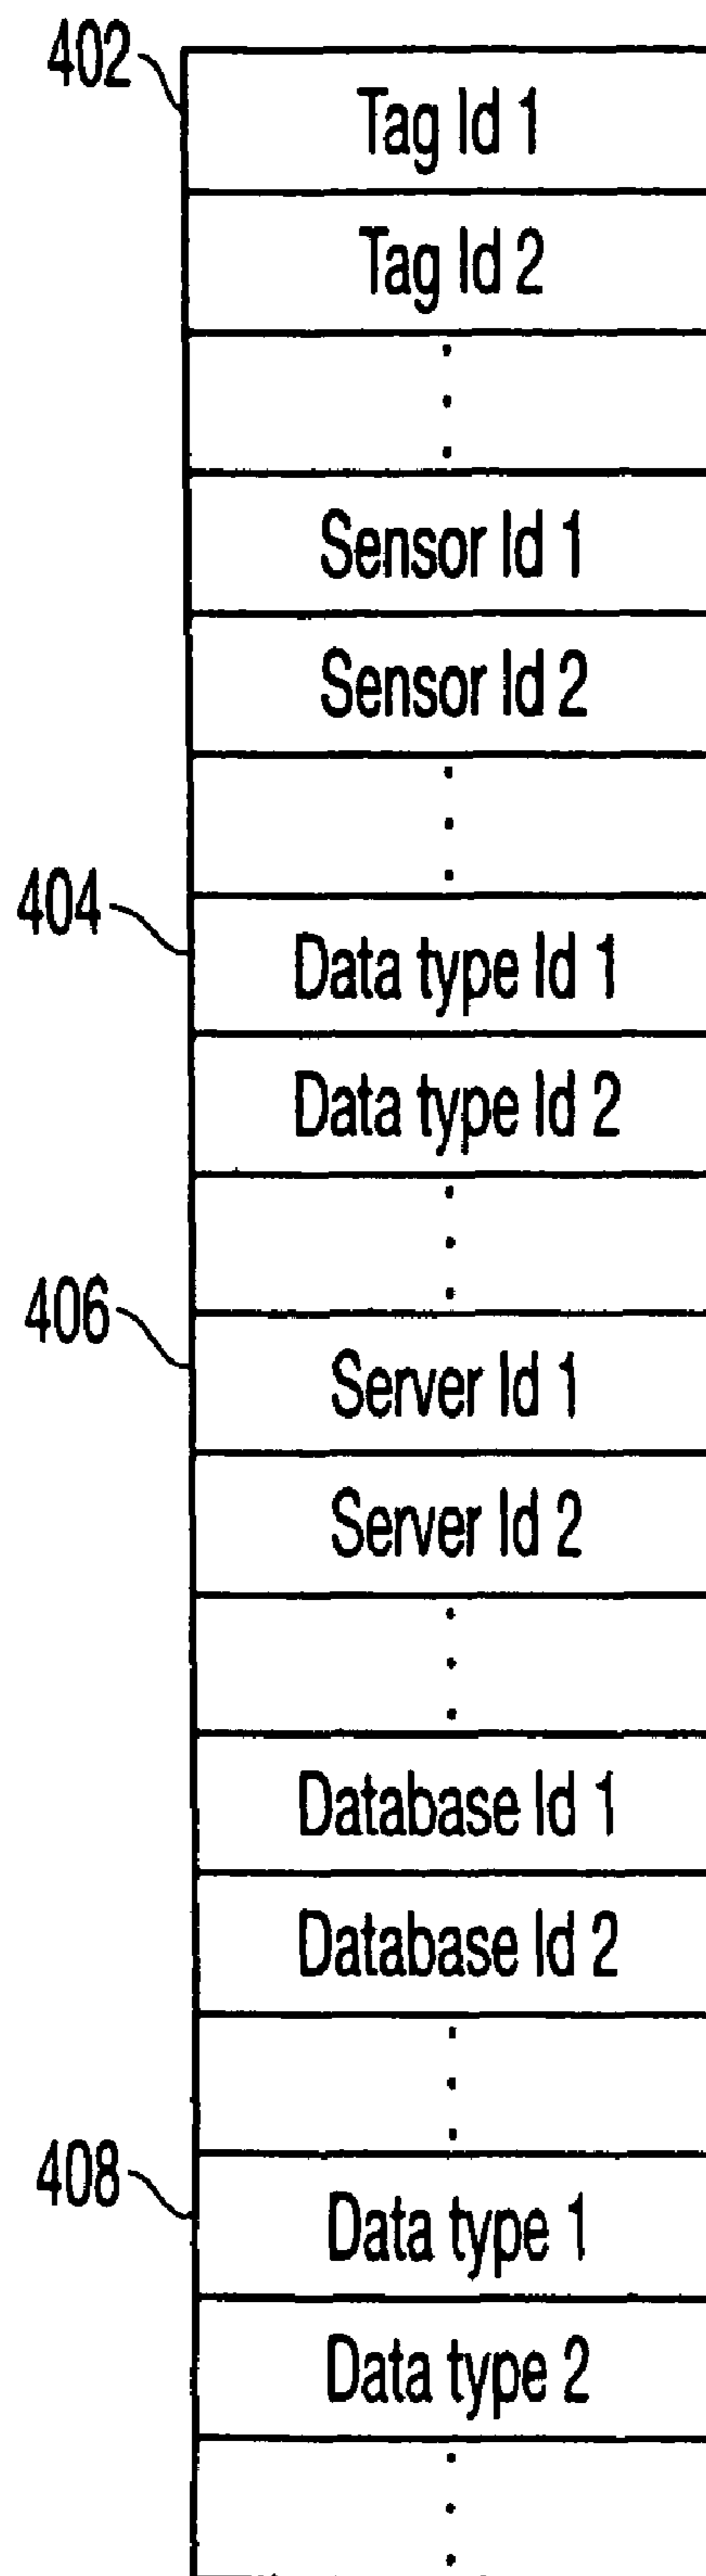 402
Tag Id 1
Tag Id 2
Sensor Id 1
Sensor Id 2
404
Data type Id 1
Data type Id 2
406
Server Id 1
Server Id 2
Database Id 1
Database Id 2
408
Data type 1
Data type 2